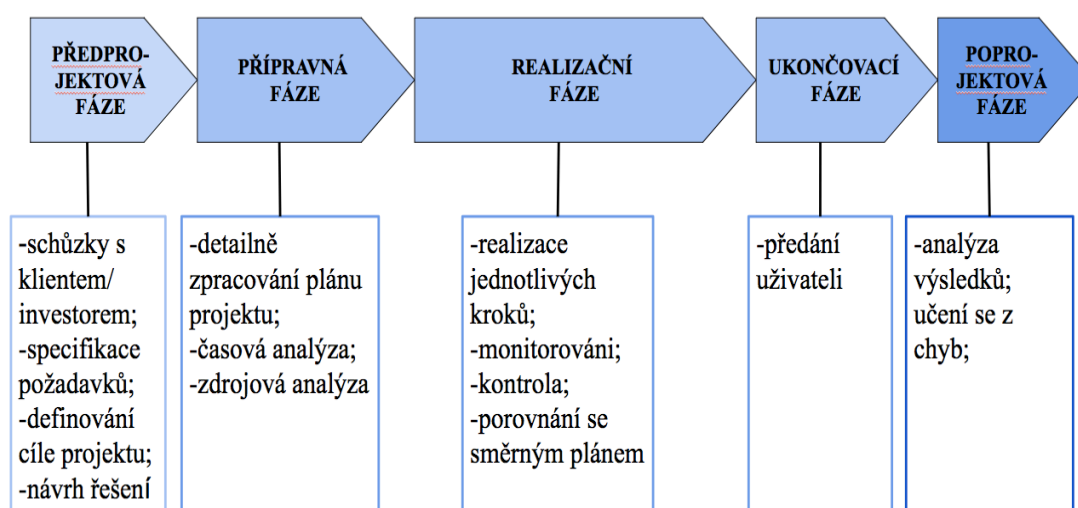 PŘEDPRO-
JEKTOVÁ
FÁZE
PŘÍPRAVNÁ
FÁZE
REALIZAČNÍ
FÁZE
UKONČOVACÍ
FÁZE
POPRO-
JEKTOVÁ
FÁZE
-schůzky s
klientem/
investorem;
-specifikace
požadavků;
-definování
cíle projektu;
-návrh řešení
-detailně
zpracování plánu
projektu;
-časová analýza;
-zdrojová analýza
-realizace
jednotlivých
kroků;
-monitorováni;
-kontrola;
-porovnání se
směrným plánem
-předání
uživateli
-analýza
výsledků;
učení se z
chyb;